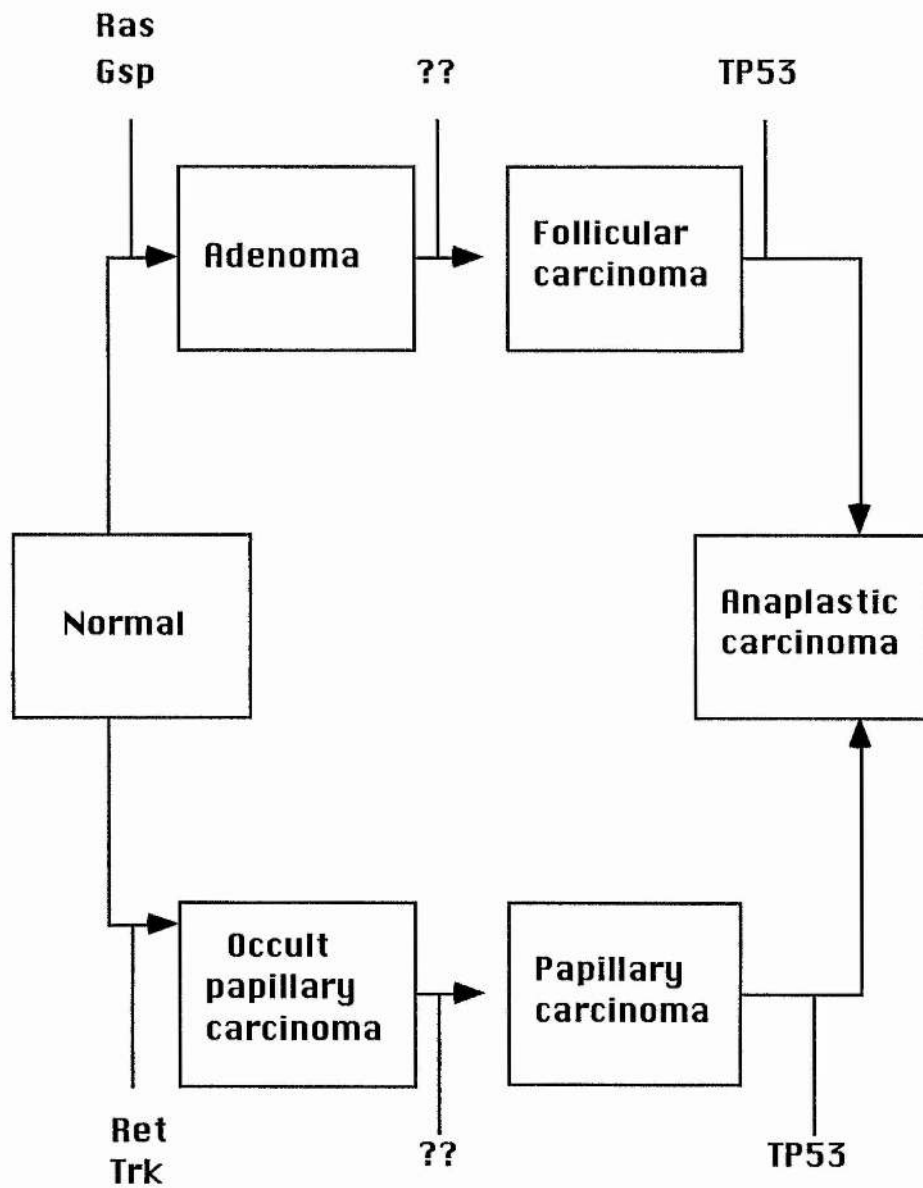 Ras
Gsp
??
TP53
Adenoma
Follicular
carcinoma
Normal
Anaplastic
carcinoma
Occult
papillary
carcinoma
Papillary
carcinoma
Ret
Trk
??
TP53